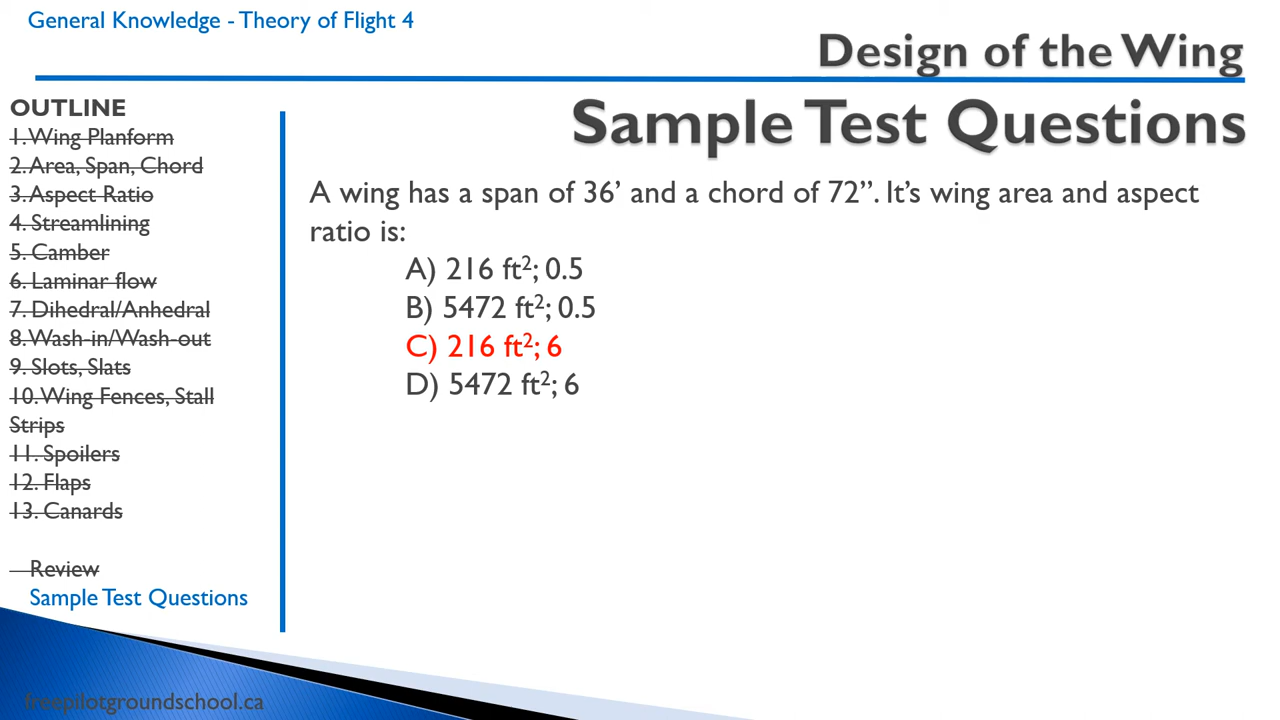 General Knowledge - Theory of Flight 4
Design of the Wing
Sample Test Questions
OUTLINE
1. Wing Planform
2. Area, Span, Chord
3. Aspect Ratio
4. Streamlining
5. Camber
6. Laminar flow
7. Dihedral/Anhedral
8. Wash-in/Wash-out
9. Slots, Slats
10. Wing Fences, Stall
Strips
11. Spoilers
12. Flaps
13. Canards
Review
Sample Test Questions
A wing has a span of 36’ and a chord of 72”. It’s wing area and aspect
ratio is:
A) 216 ft²; 0.5
B) 5472 ft²; 0.5
C) 216 ft²; 6
D) 5472 ft²; 6
freepilotgroundschool.ca